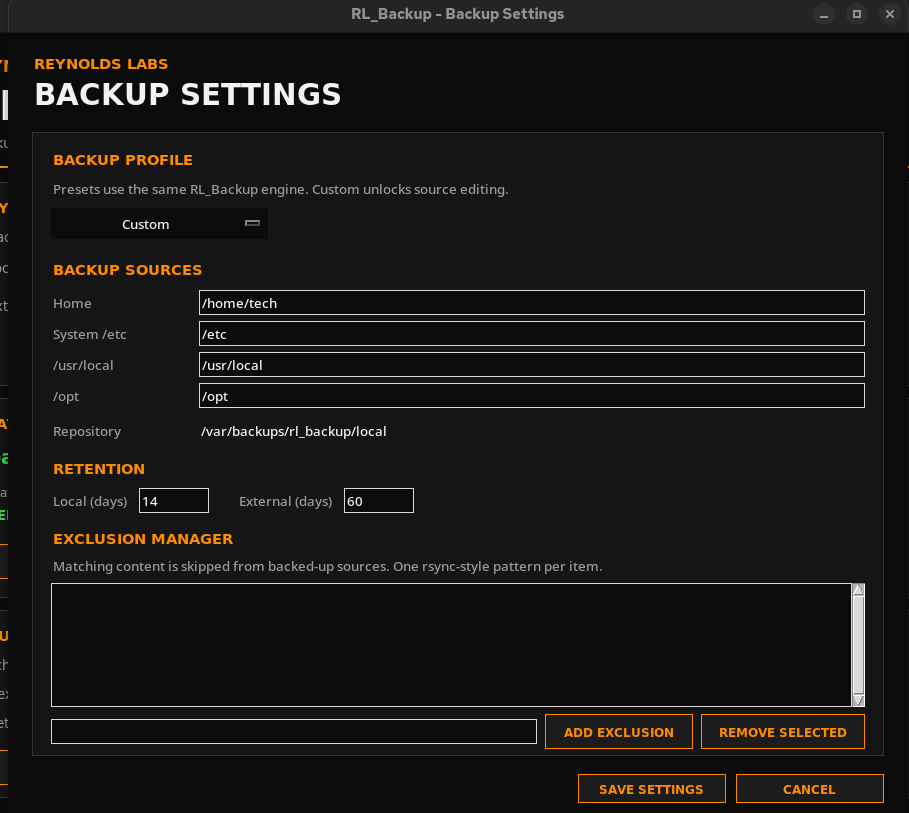 RL_Backup - Backup Settings
REYNOLDS LABS
BACKUP SETTINGS
BACKUP PROFILE
Presets use the same RL_Backup engine. Custom unlocks source editing.
Custom
BACKUP SOURCES
Home /home/tech
System /etc /etc
/usr/local /usr/local
/opt /opt
Repository /var/backups/rl_backup/local
RETENTION
Local (days) 14 External (days) 60
EXCLUSION MANAGER
Matching content is skipped from backed-up sources. One rsync-style pattern per item.
ADD EXCLUSION REMOVE SELECTED
SAVE SETTINGS CANCEL